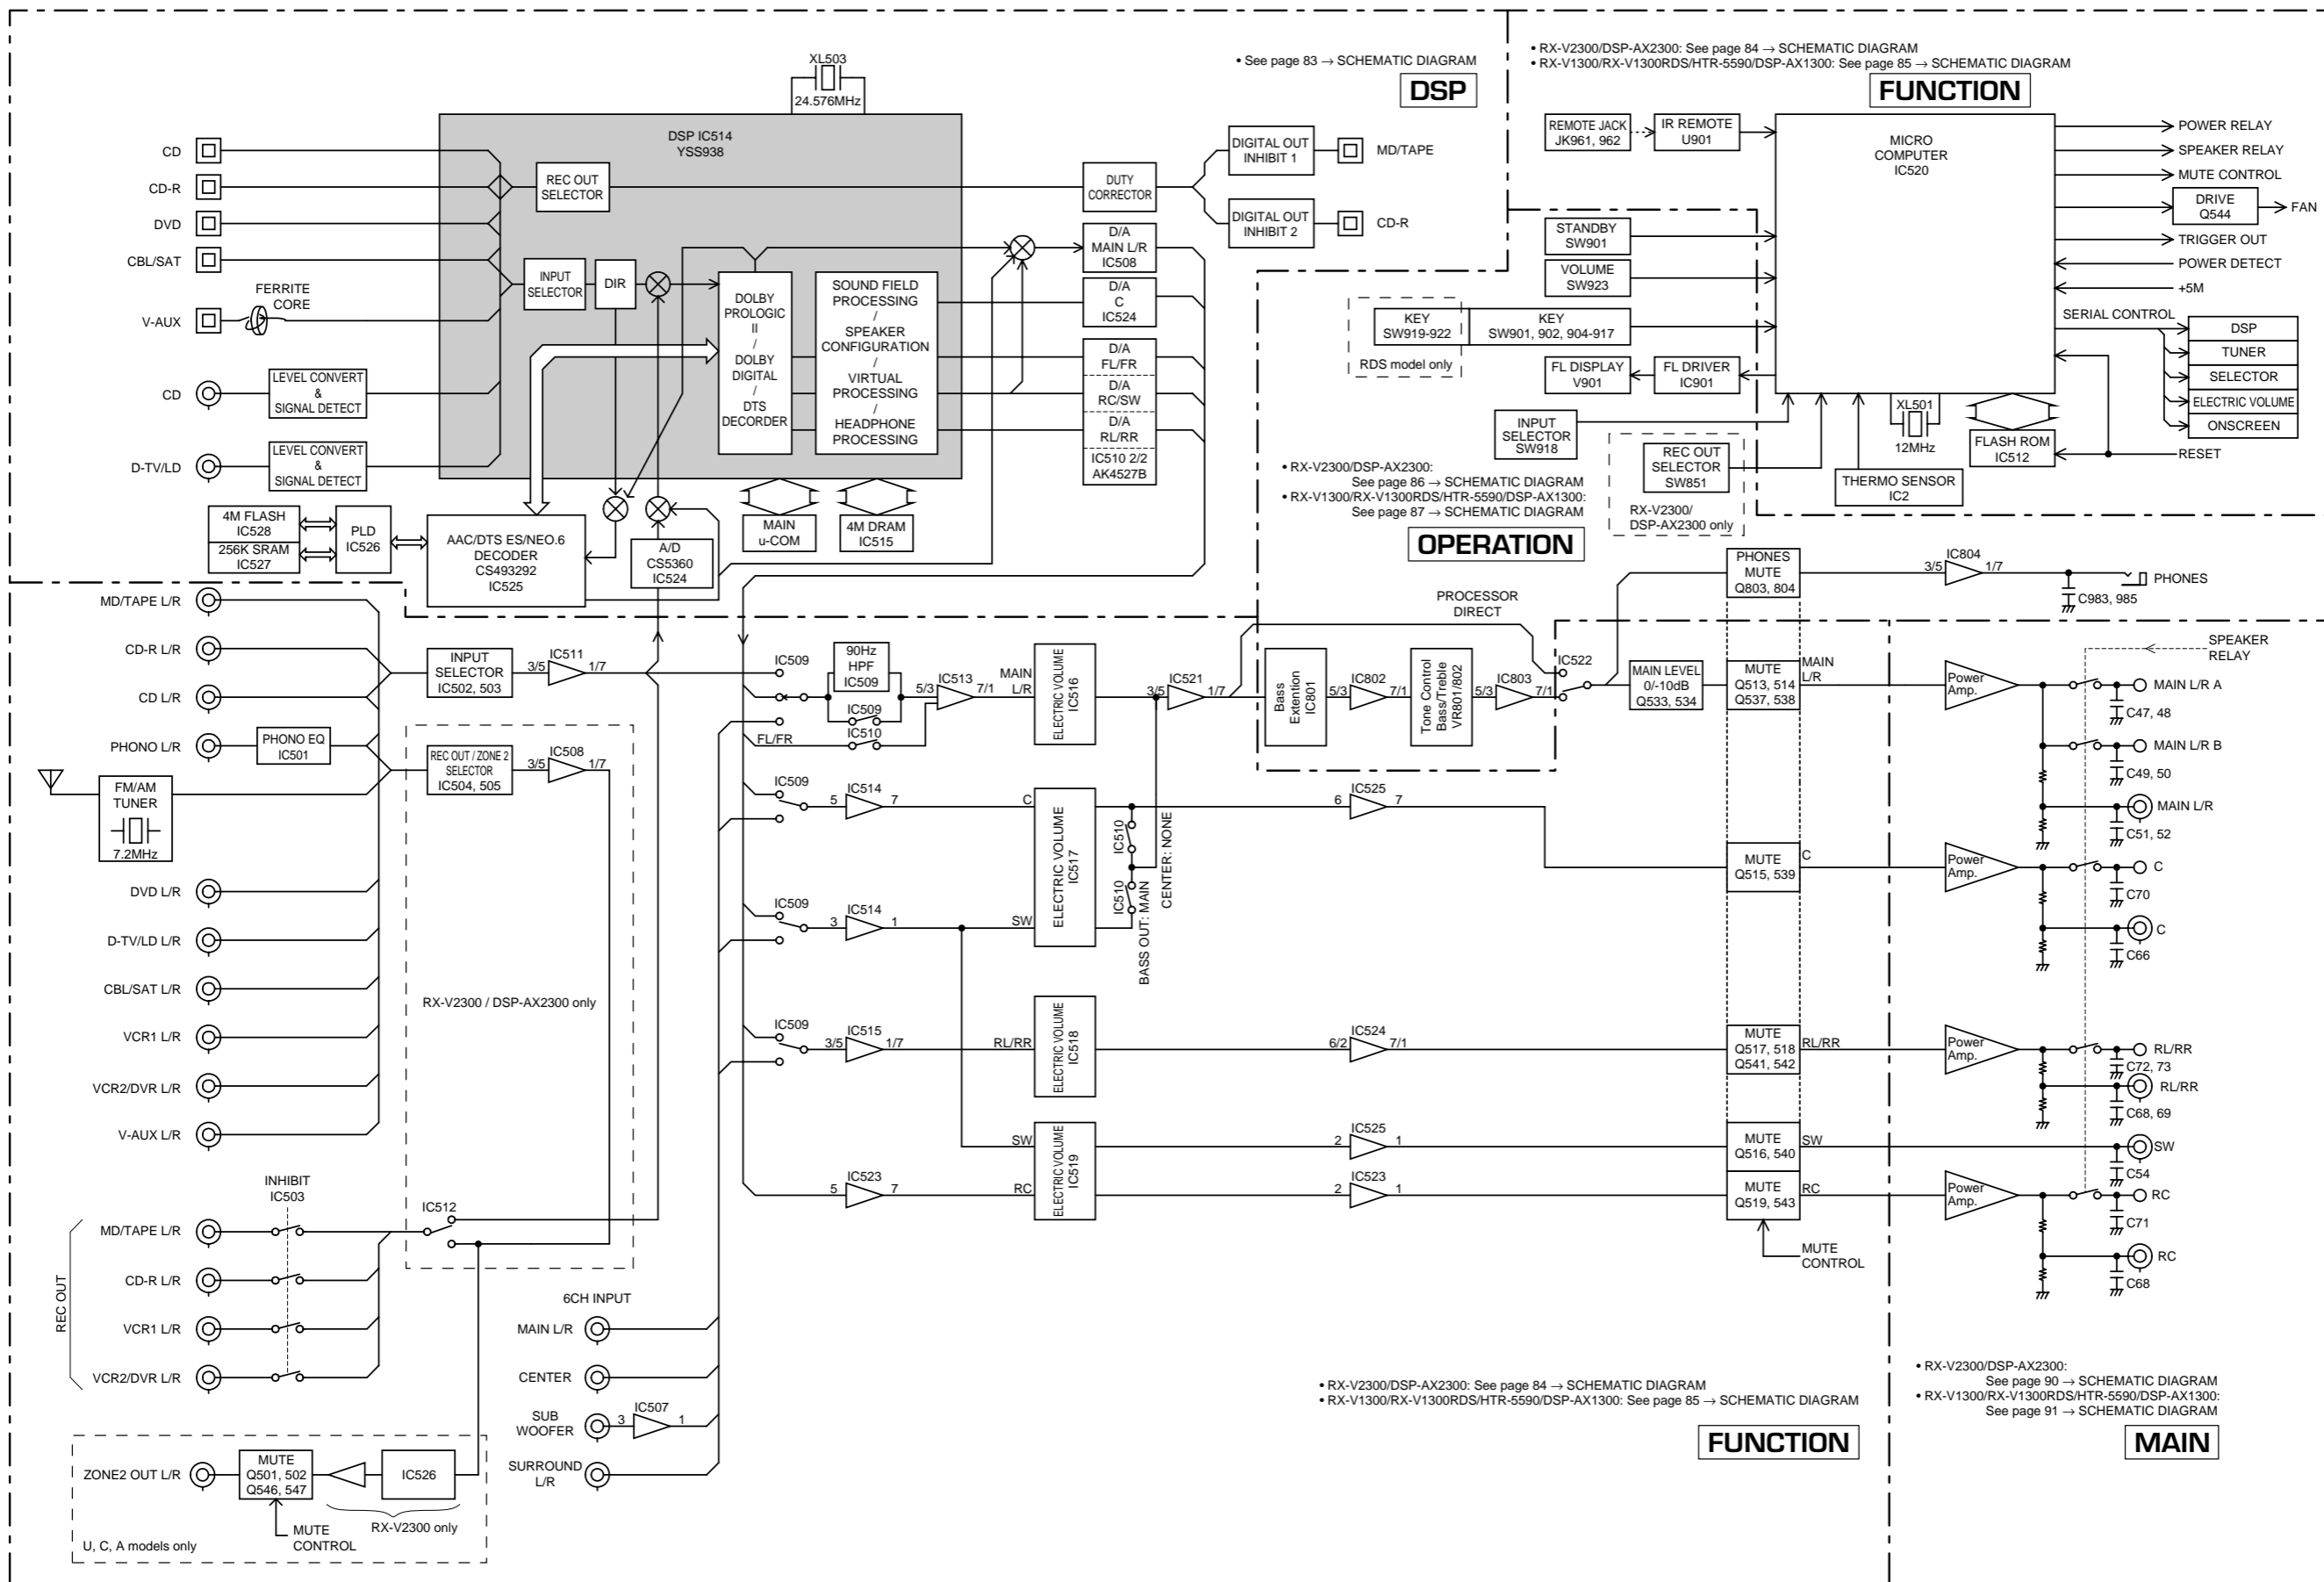 • See page 83 → SCHEMATIC DIAGRAM
DSP
• RX-V2300/DSP-AX2300: See page 84 → SCHEMATIC DIAGRAM
• RX-V1300/RX-V1300RDS/HTR-5590/DSP-AX1300: See page 85 → SCHEMATIC DIAGRAM
FUNCTION
XL503
24.576MHz
DSP IC514
YSS938
CD
CD-R
DVD
CBL/SAT
FERRITE
CORE
V-AUX
CD
LEVEL CONVERT
&
SIGNAL DETECT
D-TV/LD
LEVEL CONVERT
&
SIGNAL DETECT
REC OUT
SELECTOR
INPUT
SELECTOR
DIR
DOLBY
PROLOGIC
II
/
DOLBY
DIGITAL
/
DTS
DECORDER
SOUND FIELD
PROCESSING
/
SPEAKER
CONFIGURATION
/
VIRTUAL
PROCESSING
/
HEADPHONE
PROCESSING
DUTY
CORRECTOR
DIGITAL OUT
INHIBIT 1
MD/TAPE
DIGITAL OUT
INHIBIT 2
CD-R
D/A
MAIN L/R
IC508
D/A
C
IC524
D/A
FL/FR
D/A
RC/SW
D/A
RL/RR
IC510 2/2
AK4527B
4M FLASH
IC528
256K SRAM
IC527
PLD
IC526
AAC/DTS ES/NEO.6
DECODER
CS493292
IC525
A/D
CS5360
IC524
MAIN
u-COM
4M DRAM
IC515
REMOTE JACK
JK961, 962
IR REMOTE
U901
MICRO
COMPUTER
IC520
STANDBY
SW901
VOLUME
SW923
KEY
SW919-922
KEY
SW901, 902, 904-917
RDS model only
FL DISPLAY
V901
FL DRIVER
IC901
INPUT
SELECTOR
SW918
REC OUT
SELECTOR
SW851
RX-V2300/
DSP-AX2300 only
XL501
12MHz
FLASH ROM
IC512
THERMO SENSOR
IC2
POWER RELAY
SPEAKER RELAY
MUTE CONTROL
DRIVE
Q544
FAN
TRIGGER OUT
POWER DETECT
+5M
SERIAL CONTROL
DSP
TUNER
SELECTOR
ELECTRIC VOLUME
ONSCREEN
RESET
• RX-V2300/DSP-AX2300:
See page 86 → SCHEMATIC DIAGRAM
• RX-V1300/RX-V1300RDS/HTR-5590/DSP-AX1300:
See page 87 → SCHEMATIC DIAGRAM
OPERATION
MD/TAPE L/R
CD-R L/R
CD L/R
PHONO L/R
PHONO EQ
IC501
FM/AM
TUNER
7.2MHz
DVD L/R
D-TV/LD L/R
CBL/SAT L/R
VCR1 L/R
VCR2/DVR L/R
V-AUX L/R
INPUT
SELECTOR
IC502, 503
3/5
IC511
1/7
REC OUT / ZONE 2
SELECTOR
IC504, 505
3/5
IC508
1/7
RX-V2300 / DSP-AX2300 only
IC512
INHIBIT
IC503
REC OUT
MD/TAPE L/R
CD-R L/R
VCR1 L/R
VCR2/DVR L/R
ZONE2 OUT L/R
MUTE
Q501, 502
Q546, 547
IC526
MUTE
CONTROL
RX-V2300 only
U, C, A models only
6CH INPUT
MAIN L/R
CENTER
SUB
WOOFER
3
IC507
1
SURROUND
L/R
IC509
90Hz
HPF
IC509
IC509
IC510
FL/FR
5/3
IC513
7/1
MAIN
L/R
ELECTRIC VOLUME
IC516
3/5
IC521
1/7
PROCESSOR
DIRECT
Bass
Extention
IC801
5/3
IC802
7/1
Tone Control
Bass/Treble
VR801/802
5/3
IC803
7/1
IC522
MAIN LEVEL
0/-10dB
Q533, 534
PHONES
MUTE
Q803, 804
3/5
IC804
1/7
PHONES
C983, 985
MUTE
Q513, 514
Q537, 538
MAIN
L/R
Power
Amp.
SPEAKER
RELAY
MAIN L/R A
C47, 48
MAIN L/R B
C49, 50
MAIN L/R
C51, 52
IC509
5
IC514
7
C
ELECTRIC VOLUME
IC517
IC510
IC510
BASS OUT: MAIN
CENTER: NONE
6
IC525
7
MUTE
Q515, 539
C
Power
Amp.
C
C70
C
C66
IC509
3
IC514
1
SW
IC509
3/5
IC515
1/7
RL/RR
ELECTRIC VOLUME
IC518
6/2
IC524
7/1
MUTE
Q517, 518
Q541, 542
RL/RR
Power
Amp.
RL/RR
C72, 73
RL/RR
C68, 69
SW
ELECTRIC VOLUME
IC519
2
IC525
1
MUTE
Q516, 540
SW
SW
C54
5
IC523
7
RC
2
IC523
1
MUTE
Q519, 543
RC
Power
Amp.
RC
C71
RC
C68
MUTE
CONTROL
• RX-V2300/DSP-AX2300: See page 84 → SCHEMATIC DIAGRAM
• RX-V1300/RX-V1300RDS/HTR-5590/DSP-AX1300: See page 85 → SCHEMATIC DIAGRAM
FUNCTION
• RX-V2300/DSP-AX2300:
See page 90 → SCHEMATIC DIAGRAM
• RX-V1300/RX-V1300RDS/HTR-5590/DSP-AX1300:
See page 91 → SCHEMATIC DIAGRAM
MAIN